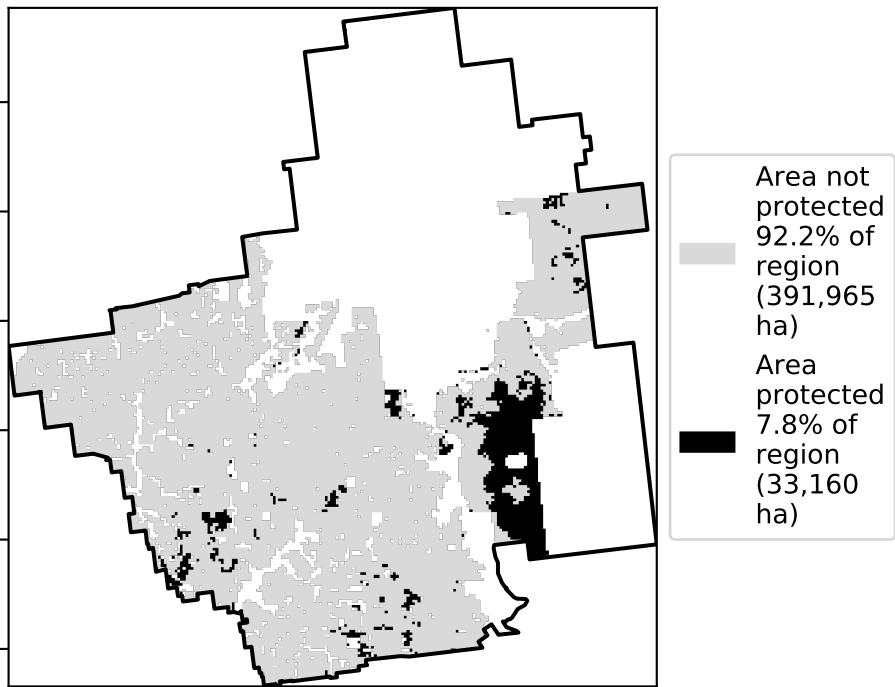 Area not
protected
92.2% of
region
(391,965
ha)
Area
protected
7.8% of
region
(33,160
ha)